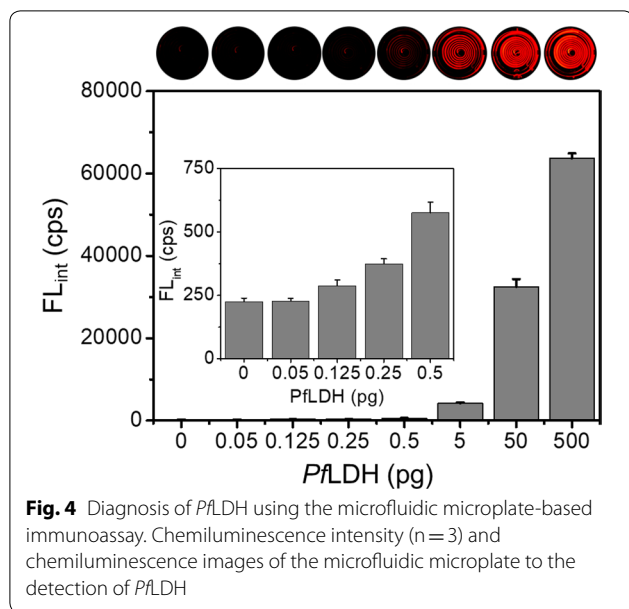 80000
60000
40000
20000
0
FLint (cps)
750
500
250
0
FLint (cps)
0 0.05 0.125 0.25 0.5
PfLDH (pg)
0 0.05 0.125 0.25 0.5 5 50 500
PfLDH (pg)
Fig. 4 Diagnosis of PfLDH using the microfluidic microplate-based
immunoassay. Chemiluminescence intensity (n = 3) and
chemiluminescence images of the microfluidic microplate to the
detection of PfLDH